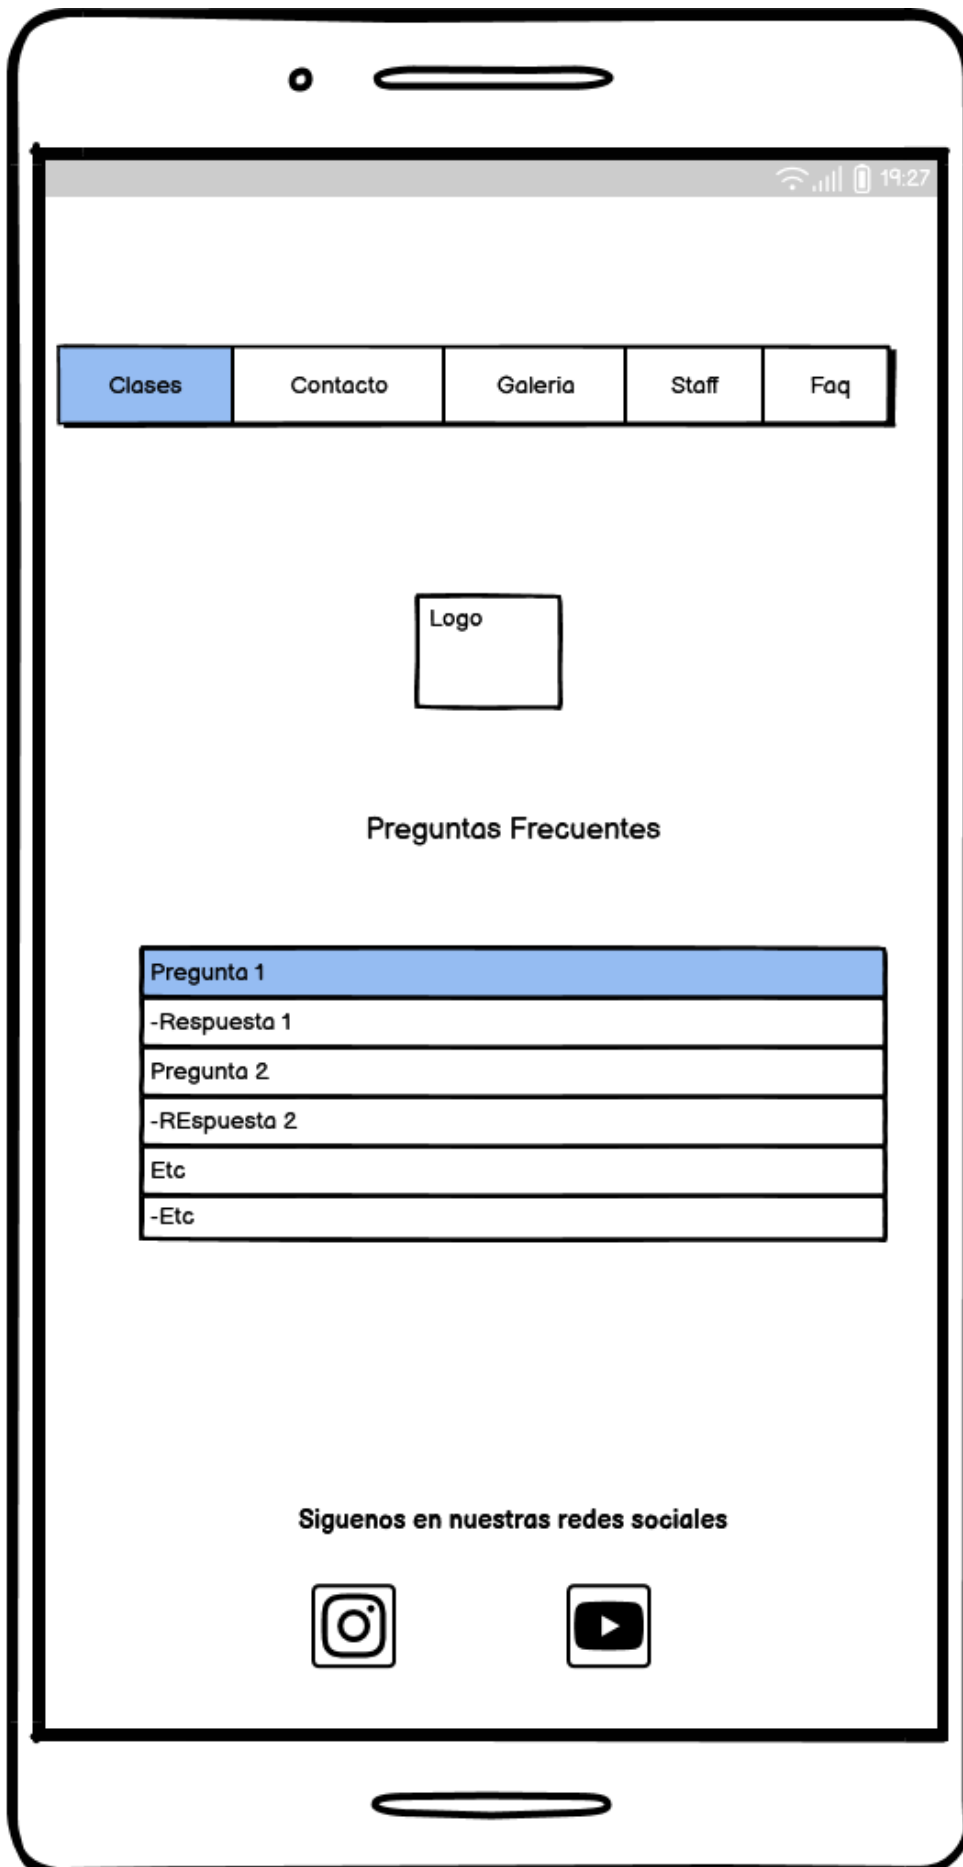 19:27
Clases Contacto Galeria Staff Faq
Logo
Preguntas Frecuentes
Pregunta 1
-Respuesta 1
Pregunta 2
-REspuesta 2
Etc
-Etc
Siguenos en nuestras redes sociales